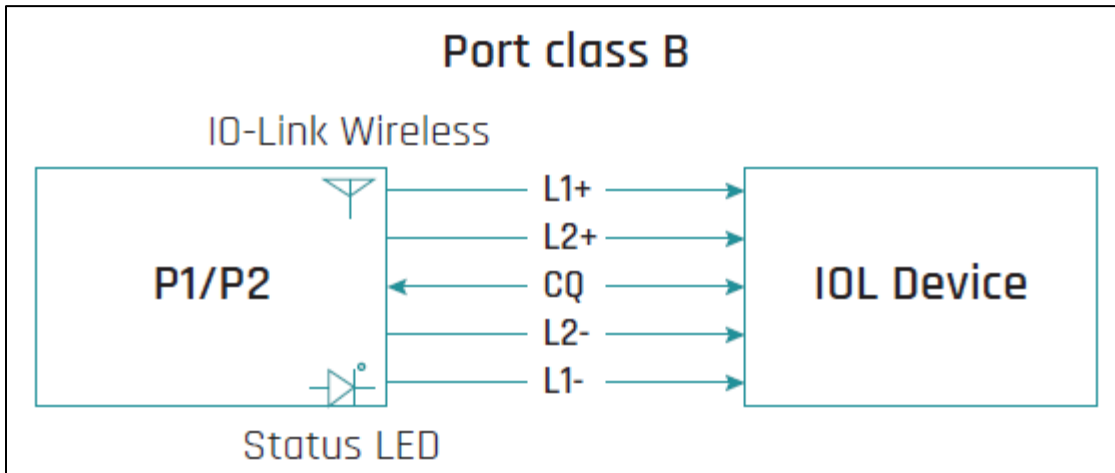 Port class B
IO-Link Wireless
L1+
L2+
P1/P2
CQ
IOL Device
L2-
L1-
Status LED